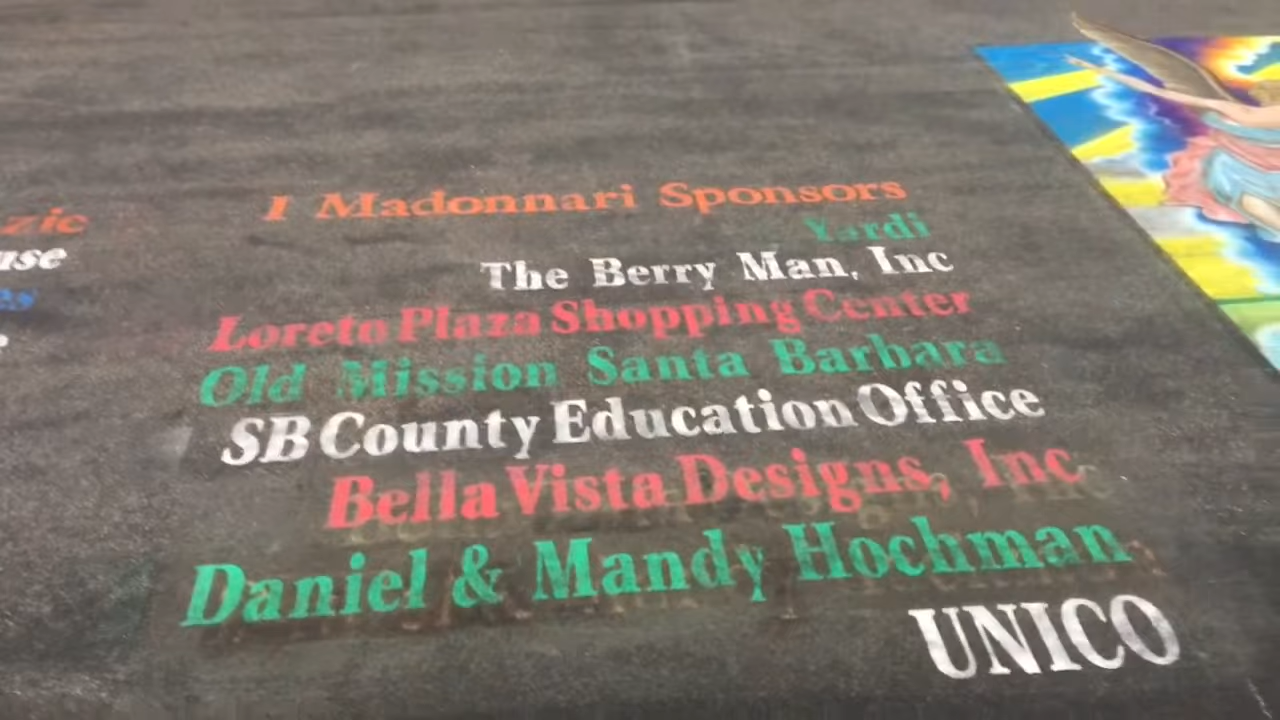 I Madonnari Sponsors
Yardi
The Berry Man, Inc
Loreto Plaza Shopping Center
Old Mission Santa Barbara
SB County Education Office
Bella Vista Designs, Inc
Daniel & Mandy Hochman
UNICO